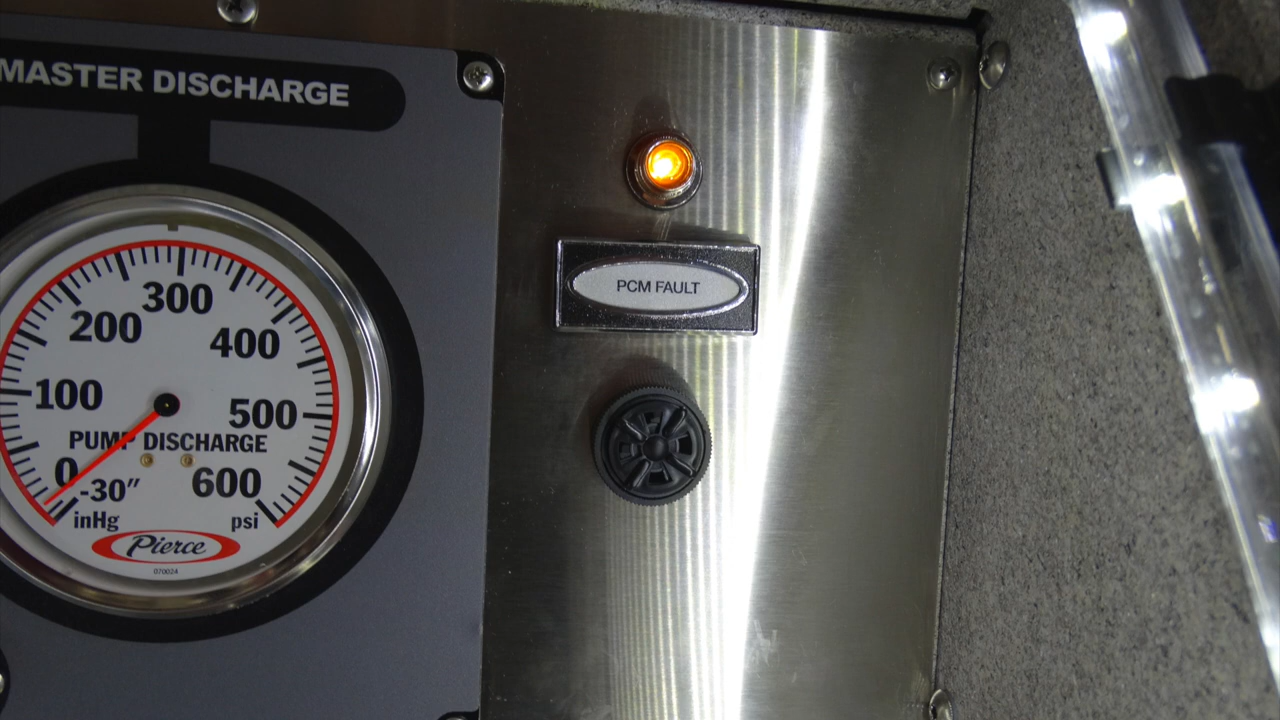 MASTER DISCHARGE
300
200
400
100
500
PUMP DISCHARGE
0
-30"
600
inHg
psi
Pierce
070024
PCM FAULT